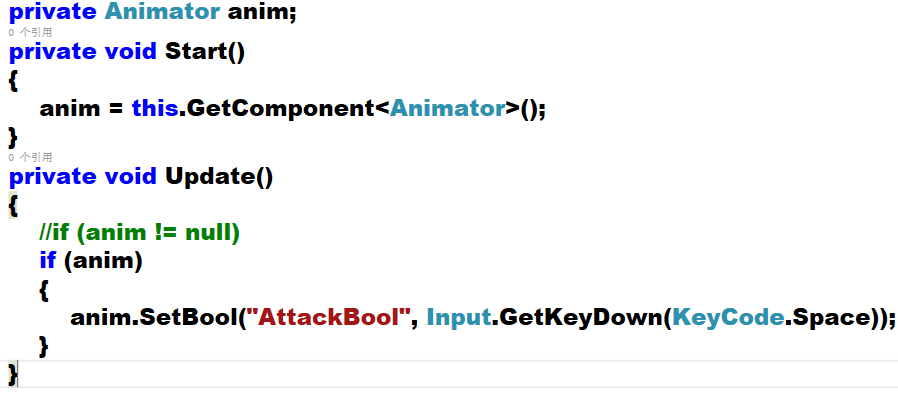 private Animator anim;
0 个引用
private void Start()
{
anim = this.GetComponent<Animator>();
}
0 个引用
private void Update()
{
//if (anim != null)
if (anim)
{
anim.SetBool("AttackBool", Input.GetKeyDown(KeyCode.Space));
}
}